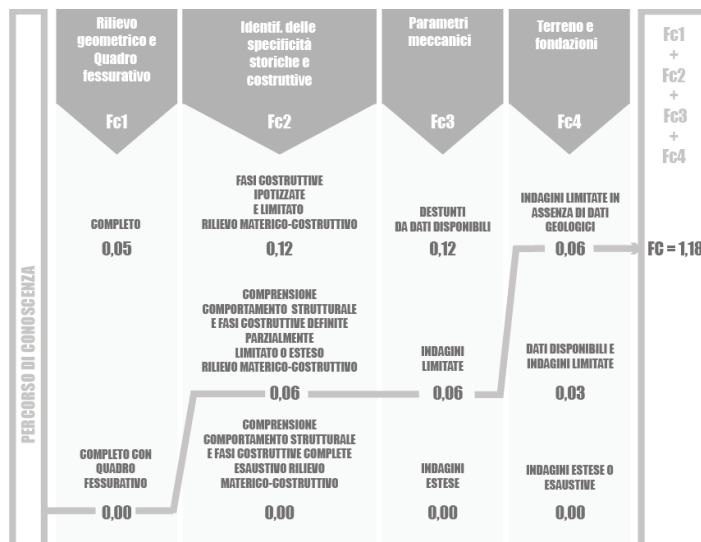 Rilievo
geometrico e
Quadro
fessurativo
Fc1
Identif. delle
specificità
storiche e
costruttive
Fc2
Parametri
meccanici
Fc3
Terreno e
fondazioni
Fc4
Fc1
+
Fc2
+
Fc3
+
Fc4
PERCORSO DI CONOSCENZA
COMPLETO
0,05
FASI COSTRUTTIVE
IPOTIZZATE
E LIMITATO
RILIEVO MATERICO-COSTRUTTIVO
0,12
DESTUNTI
DA DATI DISPONIBILI
0,12
INDAGINI LIMITATE IN
ASSENZA DI DATI
GEOLOGICI
0,06
FC = 1,18
COMPRENSIONE
COMPORTAMENTO STRUTTURALE
E FASI COSTRUTTIVE DEFINITE
PARZIALMENTE
LIMITATO O ESTESO
RILIEVO MATERICO-COSTRUTTIVO
0,06
INDAGINI
LIMITATE
0,06
DATI DISPONIBILI E
INDAGINI LIMITATE
0,03
COMPLETO CON
QUADRO
FESSURATIVO
0,00
COMPRENSIONE
COMPORTAMENTO STRUTTURALE
E FASI COSTRUTTIVE COMPLETE
ESAUSTIVO RILIEVO
MATERICO-COSTRUTTIVO
0,00
INDAGINI
ESTESE
0,00
INDAGINI ESTESE O
ESAUSTIVE
0,00